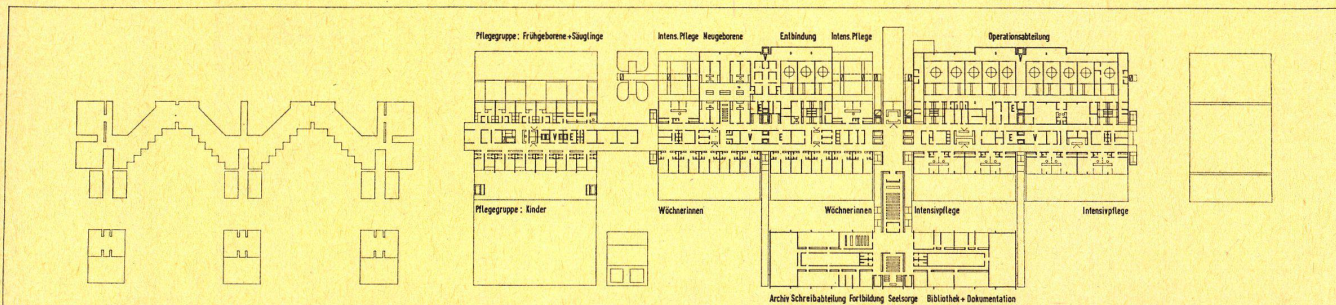 Pflegegruppe: Frühgeborene + Säuglinge
Intens. Pflege Neugeborene Entbindung Intens. Pflege
Operationsabteilung
V E
E
V E
E
E V
Pflegegruppe: Kinder
Wöchnerinnen
Wöchnerinnen
Intensivpflege
Intensivpflege
Archiv Schreibabteilung Fortbildung Seelsorge Bibliothek + Dokumentation